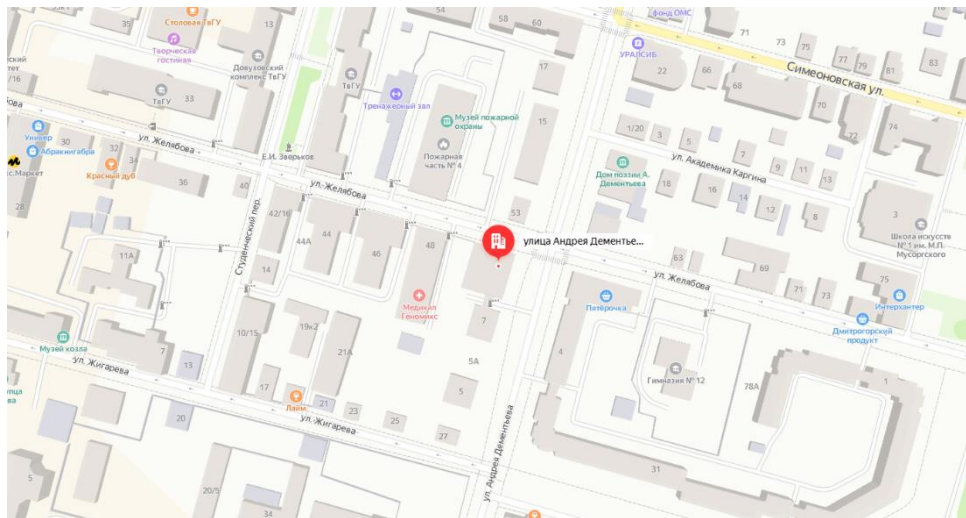 35
Столовая ТвГУ
13
54
58
60
фонд ОМС
УРАЛСИБ
71
73
75
77
79
81
83
Творческая
гостиная
Довузовский
комплекс ТвГУ
ТвГУ
17
22
66
68
Симеоновская ул.
/16
ТвГУ
33
Тренажёрный зал
Музей пожарной
охраны
15
70
72
74
Универ
30
32
34
ул. Желябова
Абракингабра
Е.И. Зверьков
Пожарная
часть № 4
1/20
3
5
7
9
11
13
ул. Академика Каргина
Красный дуб
36
40
ул. Желябова
Дом поэзии А.
Дементьева
18
16
14
12
8
3
Школа искусств
№ 1 им. М.П.
Мусоргского
28
42/16
44
53
44А
46
48
улица Андрея Дементье...
Студенческий пер.
11А
14
63
69
71
73
75
ул. Желябова
Интерхантер
Медикал
Геномикс
Пятёрочка
7
Дмитрогорский
продукт
10/15
19к2
21А
Музей козла
7
ул. Жигарева
13
5А
4
Гимназия № 12
78А
1
17
Лайм
21
23
25
27
5
20
ул. Жигарева
ул. Андрея Дементьева
31
5
20/5
34